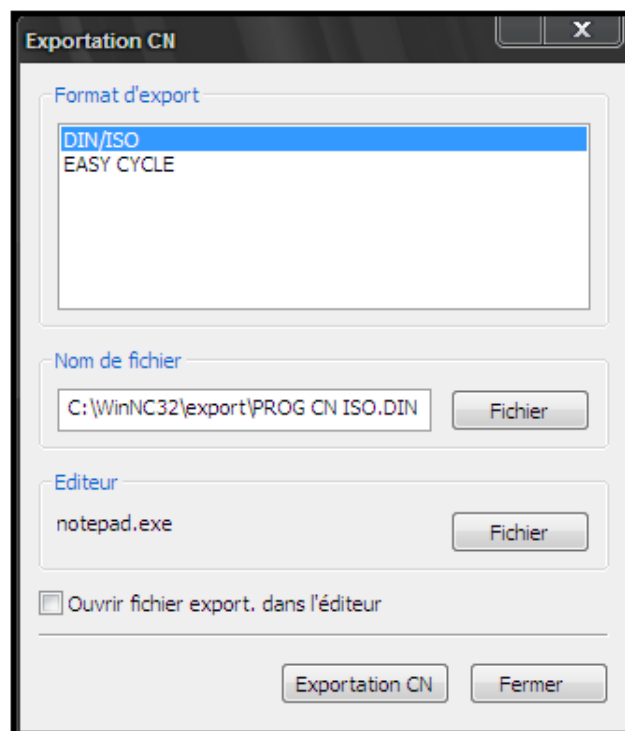 Exportation CN
Format d'export
DIN/ISO
EASY CYCLE
Nom de fichier
C:\WinNC32\export\PROG CN ISO.DIN
Fichier
Editeur
notepad.exe
Fichier
Ouvrir fichier export. dans l'éditeur
Exportation CN
Fermer